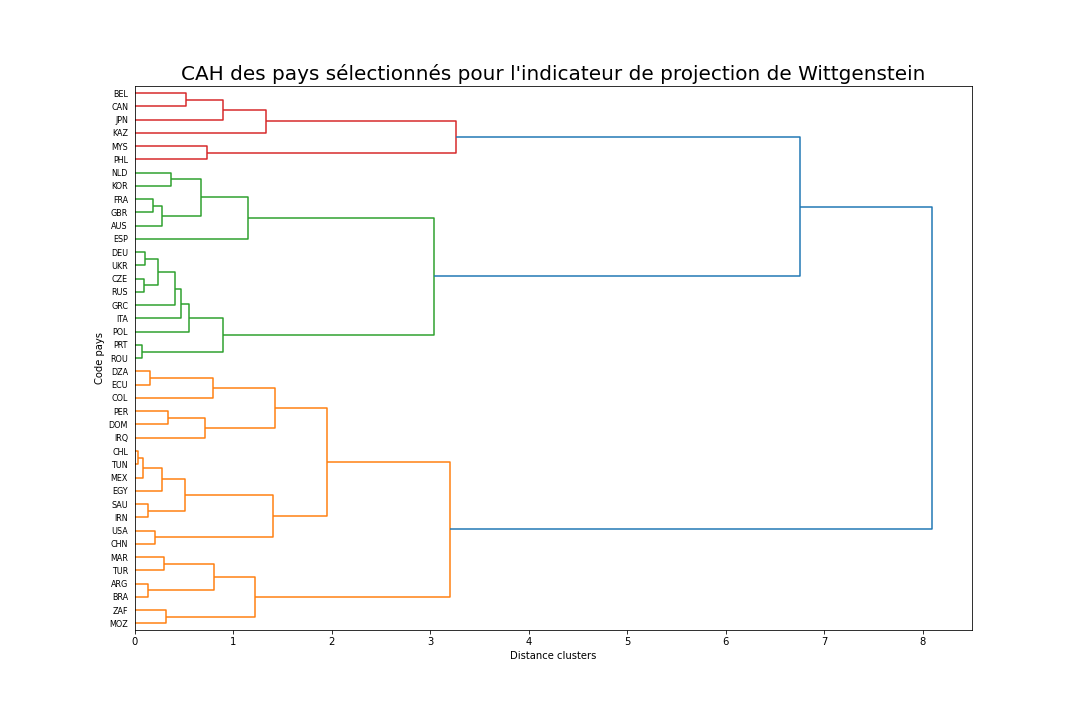 CAH des pays sélectionnés pour l'indicateur de projection de Wittgenstein
BEL
CAN
JPN
KAZ
MYS
PHL
NLD
KOR
FRA
GBR
AUS
ESP
DEU
UKR
CZE
RUS
GRC
ITA
POL
PRT
ROU
DZA
ECU
COL
PER
DOM
IRQ
CHL
TUN
MEX
EGY
SAU
IRN
USA
CHN
MAR
TUR
ARG
BRA
ZAF
MOZ
Code pays
0 1 2 3 4 5 6 7 8
Distance clusters